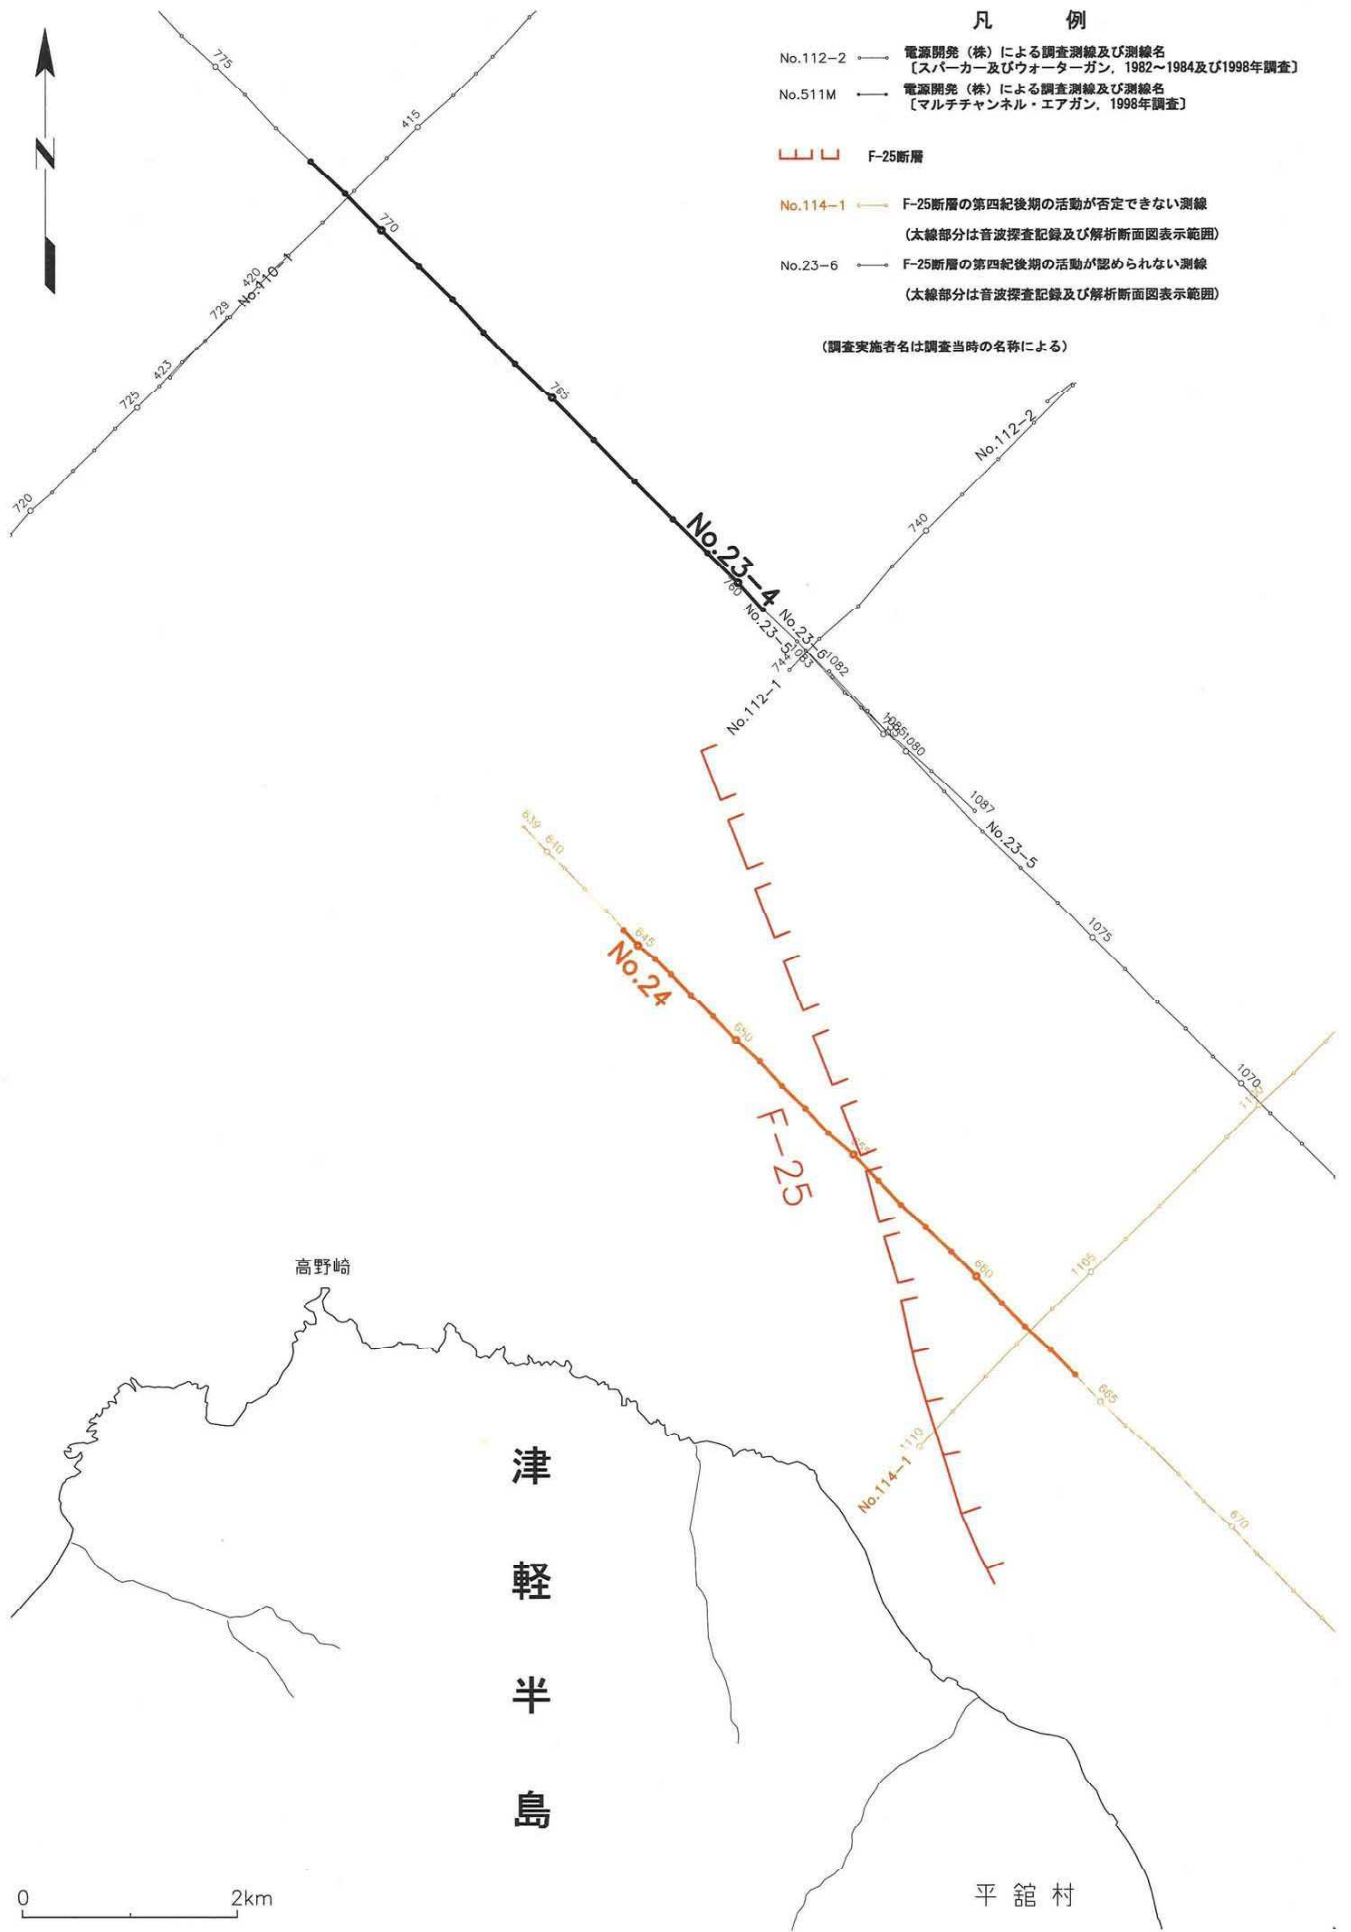 凡 例
No.112-2 電源開発（株）による調査測線及び測線名
〔スパーカー及びウォーターガン，1982～1984及び1998年調査〕
No.511M 電源開発（株）による調査測線及び測線名
〔マルチチャンネル・エアガン，1998年調査〕
F-25断層
No.114-1 F-25断層の第四紀後期の活動が否定できない測線
(太線部分は音波探査記録及び解析断面図表示範囲)
No.23-6 F-25断層の第四紀後期の活動が認められない測線
(太線部分は音波探査記録及び解析断面図表示範囲)
(調査実施者名は調査当時の名称による)
N
775
415
770
420
No.110-1
729
423
725
720
765
No.112-2
740
No.23-4
760
No.23-5
No.23-6
744
1083
1082
No.112-1
1085
1080
1087
No.23-5
639
640
645
No.24
650
1075
1070
F-25
660
1105
665
1110
No.114-1
670
高野崎
津軽半島
平舘村
0 2km